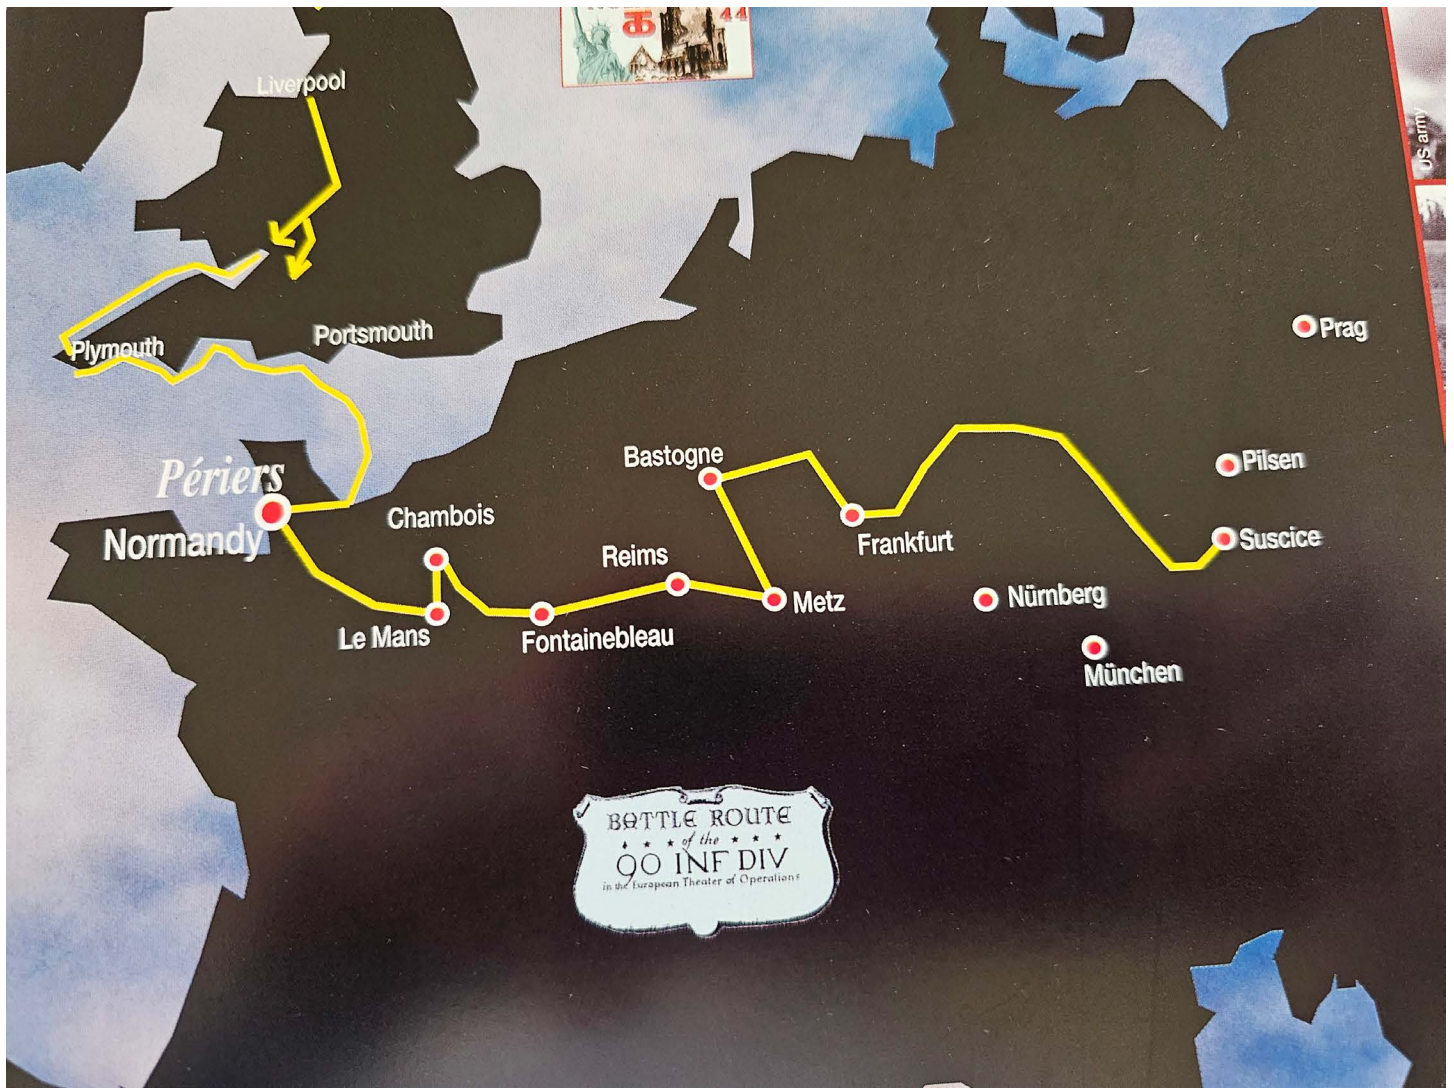 44
Liverpool
US army
Portsmouth
Plymouth
Prag
Bastogne
Pilsen
Périers
Chambois
Normandy
Frankfurt
Suscice
Reims
Metz
Nürnberg
Le Mans
Fontainebleau
München
BATTLE ROUTE
of the
90 INF DIV
in the European Theater of Operations